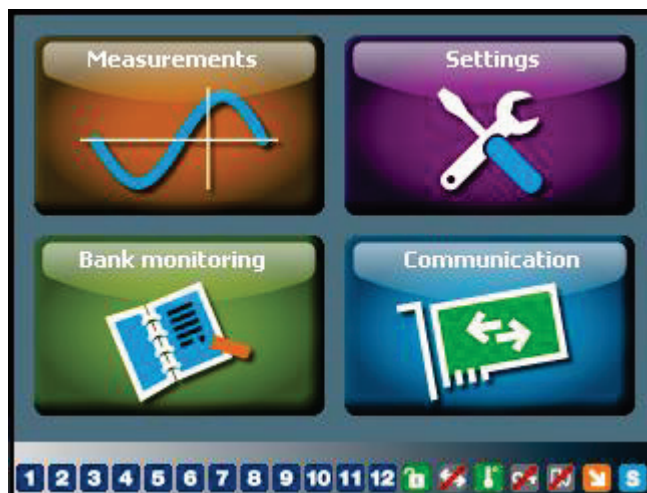 Measurements
Settings
Bank monitoring
Communication
1 2 3 4 5 6 7 8 9 10 11 12 S